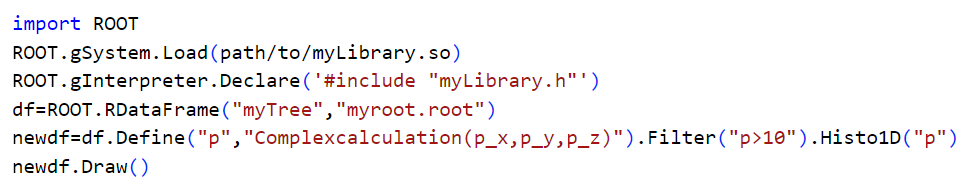 import ROOT
ROOT.gSystem.Load(path/to/myLibrary.so)
ROOT.gInterpreter.Declare('#include "myLibrary.h"')
df=ROOT.RDataFrame("myTree","myroot.root")
newdf=df.Define("p","Complexcalculation(p_x,p_y,p_z)").Filter("p>10").Histo1D("p")
newdf.Draw()